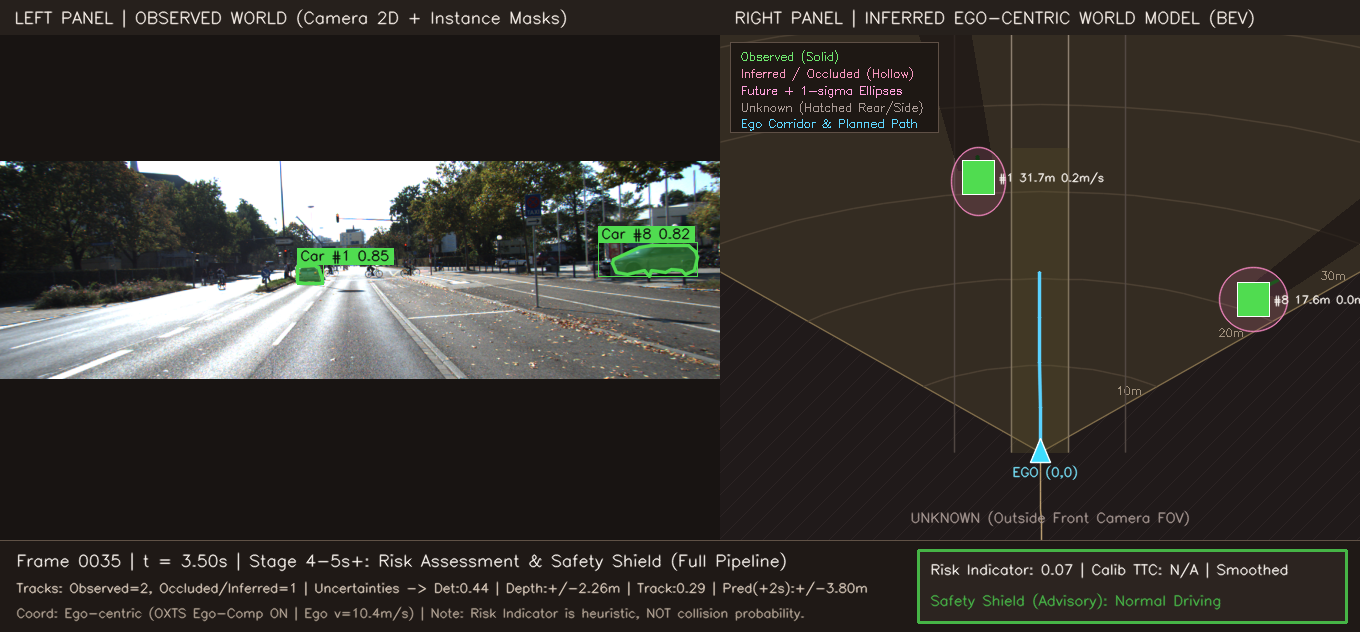 LEFT PANEL | OBSERVED WORLD (Camera 2D + Instance Masks)
RIGHT PANEL | INFERRED EGO-CENTRIC WORLD MODEL (BEV)
Observed (Solid)
Inferred / Occluded (Hollow)
Future + 1-sigma Ellipses
Unknown (Hatched Rear/Side)
Ego Corridor & Planned Path
#1 31.7m 0.2m/s
Car #8 0.82
Car #1 0.85
30m
#8 17.6m 0.0m
20m
10m
EGO (0,0)
UNKNOWN (Outside Front Camera FOV)
Frame 0035 | t = 3.50s | Stage 4-5s+: Risk Assessment & Safety Shield (Full Pipeline)
Tracks: Observed=2, Occluded/Inferred=1 | Uncertainties -> Det:0.44 | Depth:+/-2.26m | Track:0.29 | Pred(+2s):+/-3.80m
Coord: Ego-centric (OXTS Ego-Comp ON | Ego v=10.4m/s) | Note: Risk Indicator is heuristic, NOT collision probability.
Risk Indicator: 0.07 | Calib TTC: N/A | Smoothed
Safety Shield (Advisory): Normal Driving